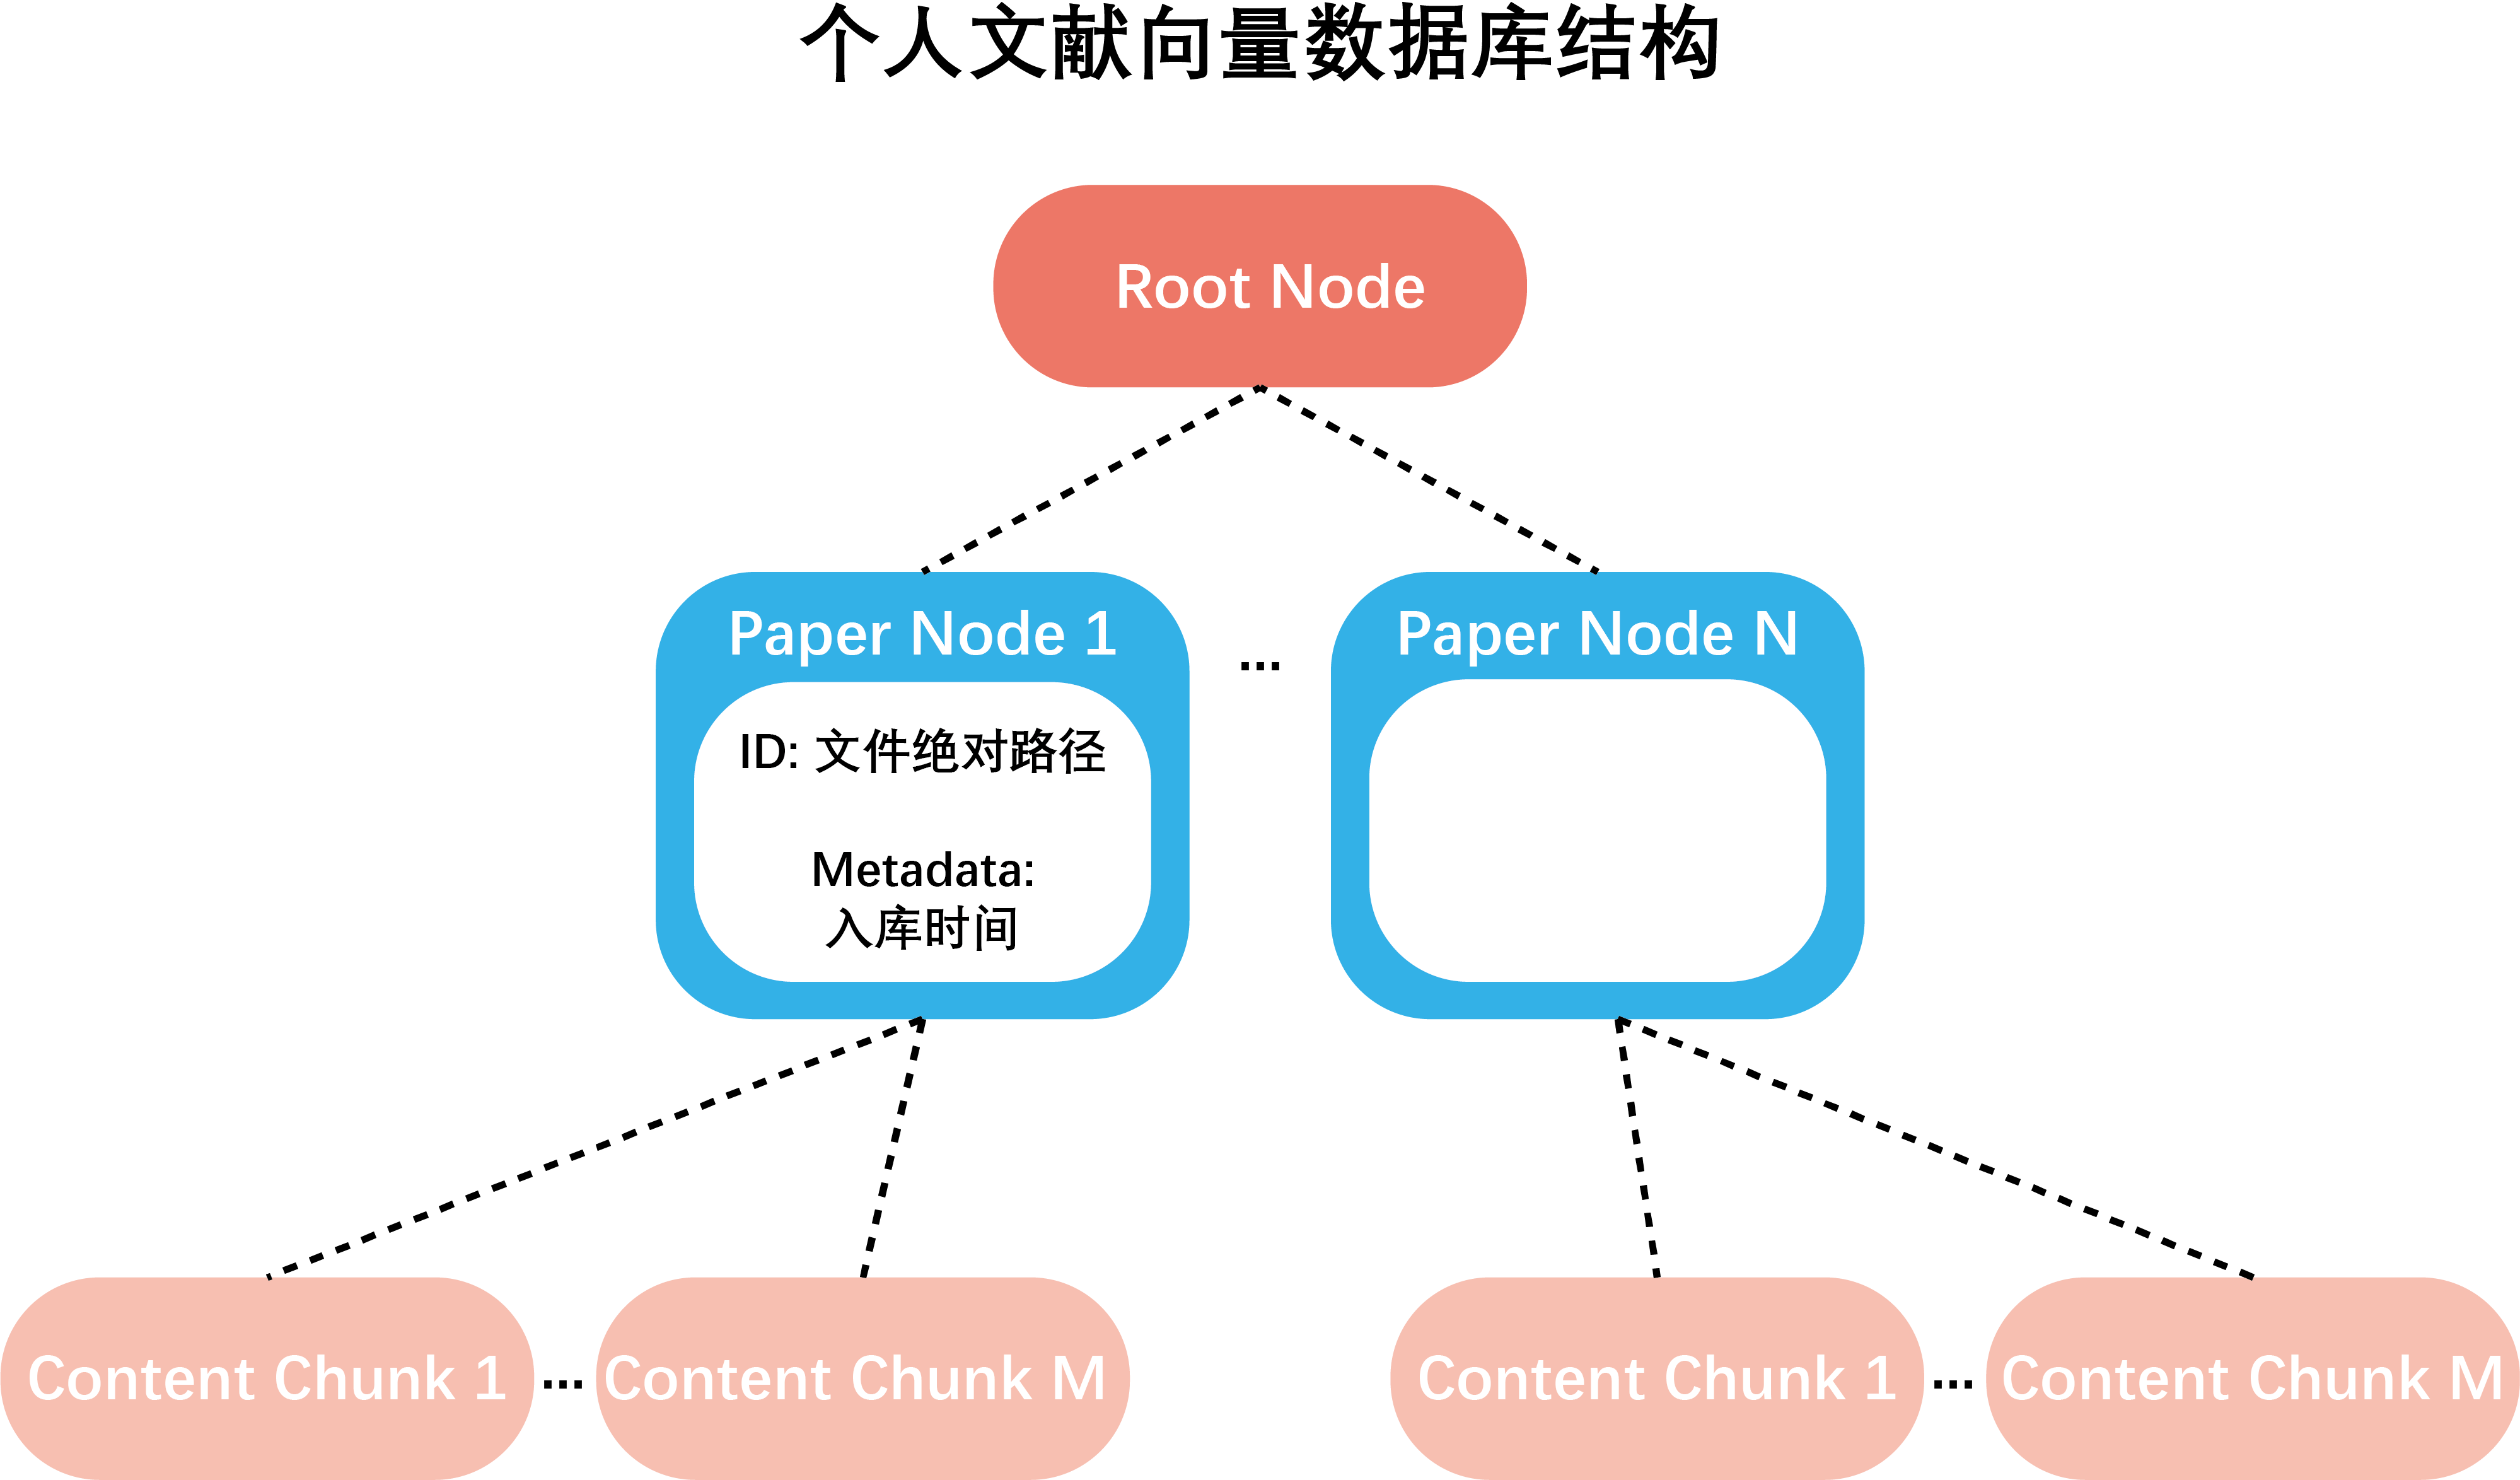 个人文献向量数据库结构
Root Node
Paper Node 1
...
Paper Node N
ID: 文件绝对路径
Metadata:
入库时间
Content Chunk 1
...
Content Chunk M
Content Chunk 1
...
Content Chunk M